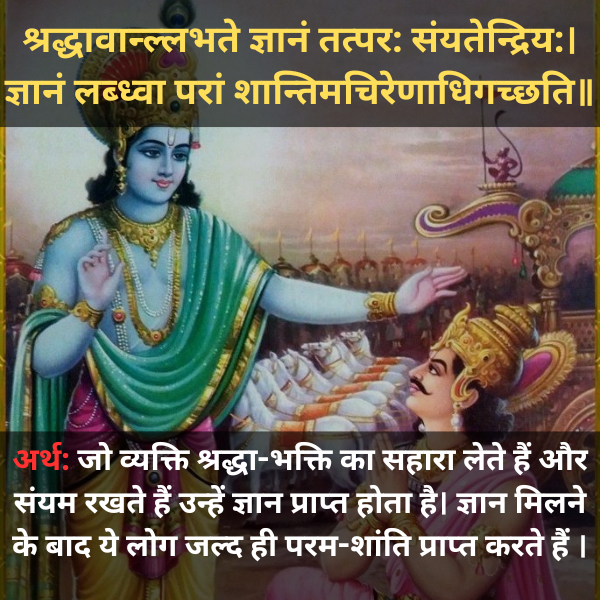 श्रद्धावान्ल्लभते ज्ञानं तत्पर: संयतेन्द्रिय:।
ज्ञानं लब्ध्वा परां शान्तिमचिरेणाधिगच्छति॥
अर्थ: जो व्यक्ति श्रद्धा-भक्ति का सहारा लेते हैं और
संयम रखते हैं उन्हें ज्ञान प्राप्त होता है। ज्ञान मिलने
के बाद ये लोग जल्द ही परम-शांति प्राप्त करते हैं ।